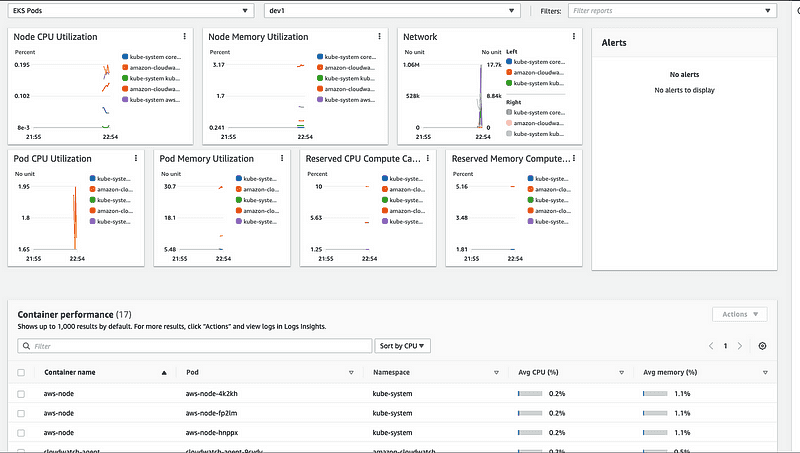 EKS Pods
dev1
Filters:
Filter reports
Node CPU Utilization
Percent
0.195
0.102
8e-3
21:55
22:54
kube-system core...
amazon-cloudwa...
kube-system kub...
amazon-cloudwa...
kube-system aws...
Node Memory Utilization
Percent
3.17
1.7
0.241
21:55
22:54
kube-system core...
amazon-cloudwa...
kube-system kub...
amazon-cloudwa...
kube-system aws...
Network
No unit
No unit
1.06M
528k
0
17.7k
8.84k
0
21:55
22:54
Left
kube-system core...
amazon-cloudwa...
kube-system kub...
Right
kube-system core...
amazon-cloudwa...
kube-system kub...
Alerts
No alerts
No alerts to display
Pod CPU Utilization
No unit
1.95
1.8
1.65
21:55
22:54
kube-syste...
amazon-clo...
kube-syste...
amazon-clo...
kube-syste...
Pod Memory Utilization
No unit
30.7
18.1
5.48
21:55
22:54
kube-syste...
amazon-clo...
kube-syste...
amazon-clo...
kube-syste...
Reserved CPU Compute Ca...
Percent
10
5.63
1.25
21:55
22:54
kube-syste...
amazon-clo...
kube-syste...
amazon-clo...
kube-syste...
Reserved Memory Compute...
Percent
5.16
3.48
1.81
21:55
22:54
kube-syste...
amazon-clo...
kube-syste...
amazon-clo...
kube-syste...
Container performance (17)
Actions
Shows up to 1,000 results by default. For more results, click "Actions" and view logs in Logs Insights.
Filter
Sort by CPU
1
Container name Pod Namespace Avg CPU (%) Avg memory (%)
aws-node aws-node-4k2kh kube-system 0.2% 1.1%
aws-node aws-node-fp2lm kube-system 0.2% 1.1%
aws-node aws-node-hnppx kube-system 0.2% 1.1%
cloudwatch-agent amazon-cloudwatch 0.2% 0.5%